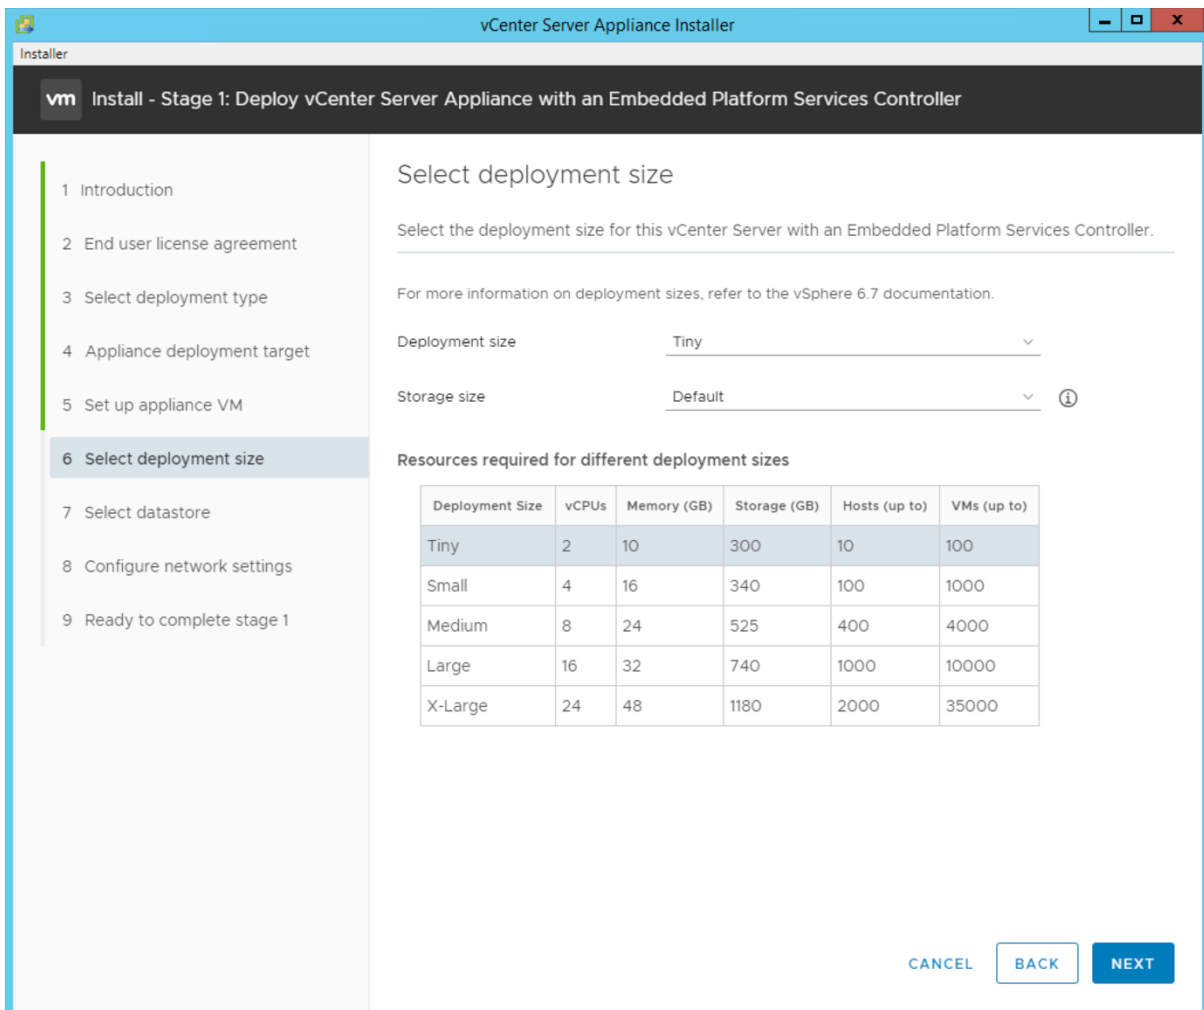 vCenter Server Appliance Installer
Installer
vm Install - Stage 1: Deploy vCenter Server Appliance with an Embedded Platform Services Controller
1 Introduction
2 End user license agreement
3 Select deployment type
4 Appliance deployment target
5 Set up appliance VM
6 Select deployment size
7 Select datastore
8 Configure network settings
9 Ready to complete stage 1
Select deployment size
Select the deployment size for this vCenter Server with an Embedded Platform Services Controller.
For more information on deployment sizes, refer to the vSphere 6.7 documentation.
Deployment size Tiny
Storage size Default
Resources required for different deployment sizes
Deployment Size vCPUs Memory (GB) Storage (GB) Hosts (up to) VMs (up to)
Tiny 2 10 300 10 100
Small 4 16 340 100 1000
Medium 8 24 525 400 4000
Large 16 32 740 1000 10000
X-Large 24 48 1180 2000 35000
CANCEL BACK NEXT